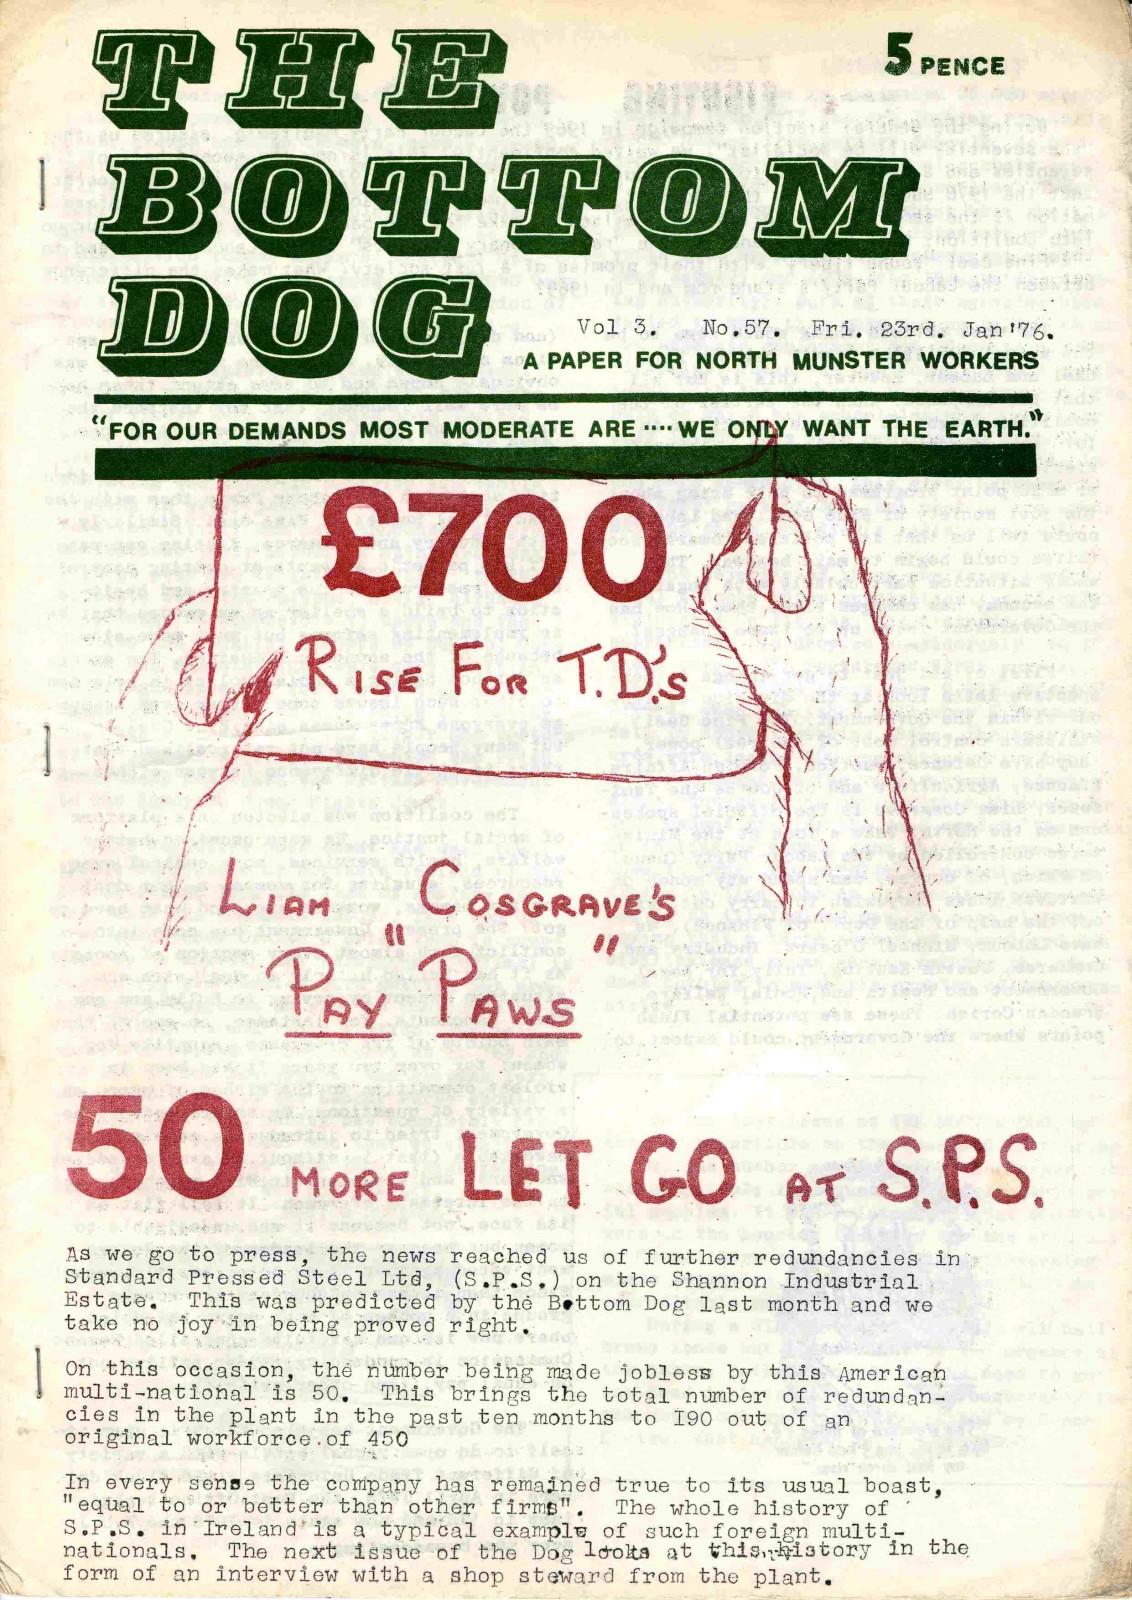 THE
5 PENCE
BOTTOM
DOG
Vol 3. No.57. Fri. 23rd. Jan '76.
A PAPER FOR NORTH MUNSTER WORKERS
"FOR OUR DEMANDS MOST MODERATE ARE .... WE ONLY WANT THE EARTH."
£700
RISE FOR T.D.'s
LIAM COSGRAVE'S
"PAY PAWS"
50 MORE LET GO AT S.P.S.
As we go to press, the news reached us of further redundancies in
Standard Pressed Steel Ltd, (S.P.S.) on the Shannon Industrial
Estate. This was predicted by the Bottom Dog last month and we
take no joy in being proved right.
On this occasion, the number being made jobless by this American
multi-national is 50. This brings the total number of redundan-
cies in the plant in the past ten months to I90 out of an
original workforce of 450
In every sense the company has remained true to its usual boast,
"equal to or better than other firms". The whole history of
S.P.S. in Ireland is a typical example of such foreign multi-
nationals. The next issue of the Dog looks at this history in the
form of an interview with a shop steward from the plant.